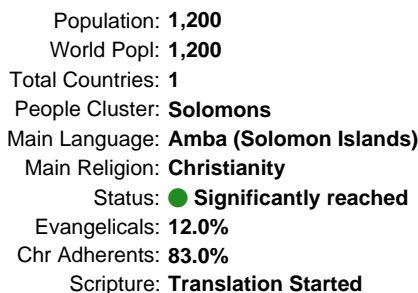 Population: 1,200
World Popl: 1,200
Total Countries: 1
People Cluster: Solomons
Main Language: Amba (Solomon Islands)
Main Religion: Christianity
Status: Significantly reached
Evangelicals: 12.0%
Chr Adherents: 83.0%
Scripture: Translation Started